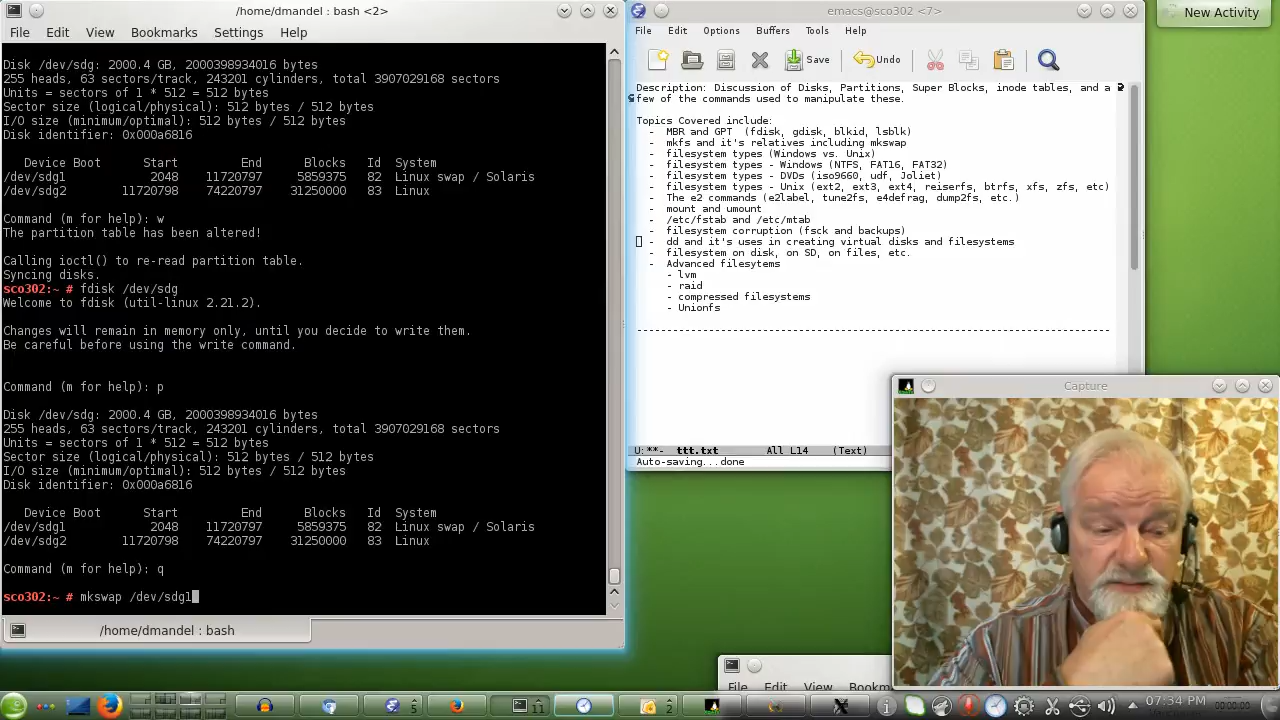 /home/dmandel : bash <2>
File Edit View Bookmarks Settings Help
Disk /dev/sdg: 2000.4 GB, 2000398934016 bytes
255 heads, 63 sectors/track, 243201 cylinders, total 3907029168 sectors
Units = sectors of 1 * 512 = 512 bytes
Sector size (logical/physical): 512 bytes / 512 bytes
I/O size (minimum/optimal): 512 bytes / 512 bytes
Disk identifier: 0x000a6816
Device Boot Start End Blocks Id System
/dev/sdg1 2048 11720797 5859375 82 Linux swap / Solaris
/dev/sdg2 11720798 74220797 31250000 83 Linux
Command (m for help): w
The partition table has been altered!
Calling ioctl() to re-read partition table.
Syncing disks.
sco302:~ # fdisk /dev/sdg
Welcome to fdisk (util-linux 2.21.2).
Changes will remain in memory only, until you decide to write them.
Be careful before using the write command.
Command (m for help): p
Disk /dev/sdg: 2000.4 GB, 2000398934016 bytes
255 heads, 63 sectors/track, 243201 cylinders, total 3907029168 sectors
Units = sectors of 1 * 512 = 512 bytes
Sector size (logical/physical): 512 bytes / 512 bytes
I/O size (minimum/optimal): 512 bytes / 512 bytes
Disk identifier: 0x000a6816
Device Boot Start End Blocks Id System
/dev/sdg1 2048 11720797 5859375 82 Linux swap / Solaris
/dev/sdg2 11720798 74220797 31250000 83 Linux
Command (m for help): q
sco302:~ # mkswap /dev/sdg1
/home/dmandel : bash
emacs@sco302 <7>
File Edit Options Buffers Tools Help
Save Undo
Description: Discussion of Disks, Partitions, Super Blocks, inode tables, and a
few of the commands used to manipulate these.
Topics Covered include:
- MBR and GPT (fdisk, gdisk, blkid, lsblk)
- mkfs and it's relatives including mkswap
- filesystem types (Windows vs. Unix)
- filesystem types - Windows (NTFS, FAT16, FAT32)
- filesystem types - DVDs (iso9660, udf, Joliet)
- filesystem types - Unix (ext2, ext3, ext4, reiserfs, btrfs, xfs, zfs, etc)
- The e2 commands (e2label, tune2fs, e4defrag, dump2fs, etc.)
- mount and umount
- /etc/fstab and /etc/mtab
- filesystem corruption (fsck and backups)
- dd and it's uses in creating virtual disks and filesystems
- filesystem on disk, on SD, on files, etc.
- Advanced filesytems
- lvm
- raid
- compressed filesystems
- Unionfs
--------------------------------------------------------------------------------
U:**- ttt.txt All L14 (Text)
Auto-saving...done
New Activity
Capture
File Edit View Bookm
5
11
2
07:34 PM
00:00:00